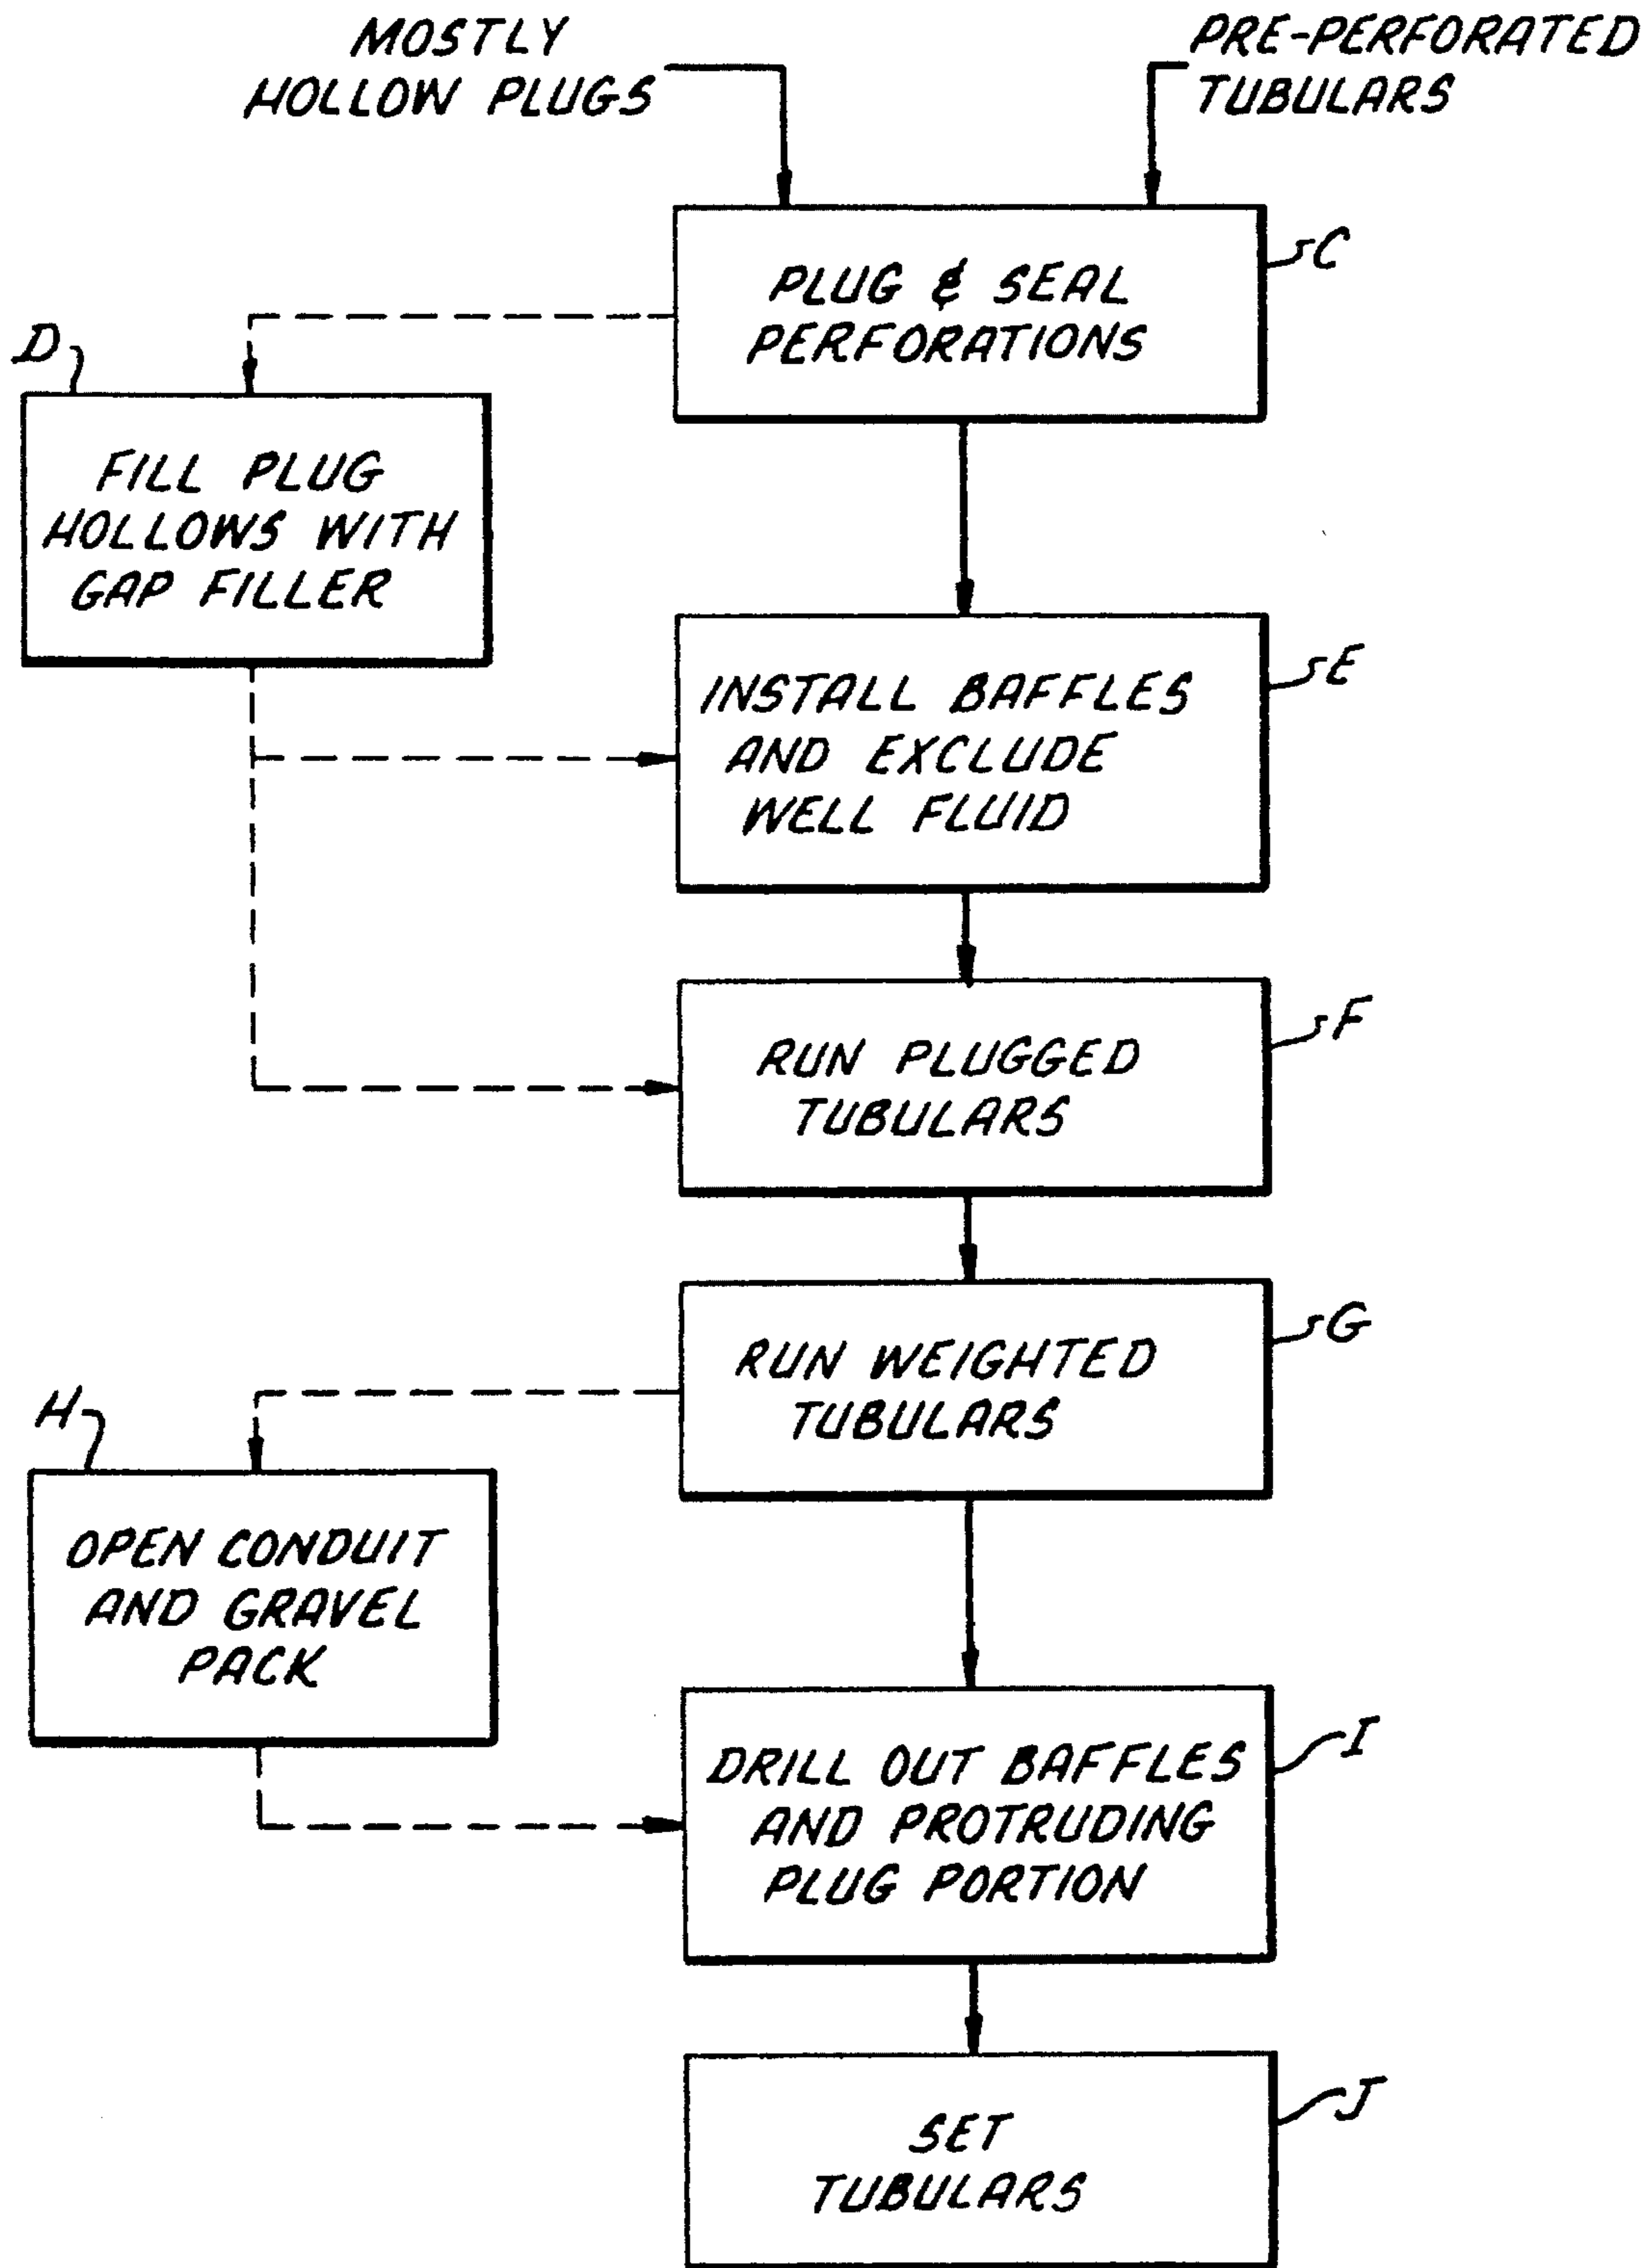 MOSTLY
HOLLOW PLUGS
PRE-PERFORATED
TUBULARS
PLUG & SEAL
PERFORATIONS
C
D
FILL PLUG
HOLLOWS WITH
GAP FILLER
INSTALL BAFFLES
AND EXCLUDE
WELL FLUID
E
RUN PLUGGED
TUBULARS
F
RUN WEIGHTED
TUBULARS
G
H
OPEN CONDUIT
AND GRAVEL
PACK
DRILL OUT BAFFLES
AND PROTRUDING
PLUG PORTION
I
SET
TUBULARS
J